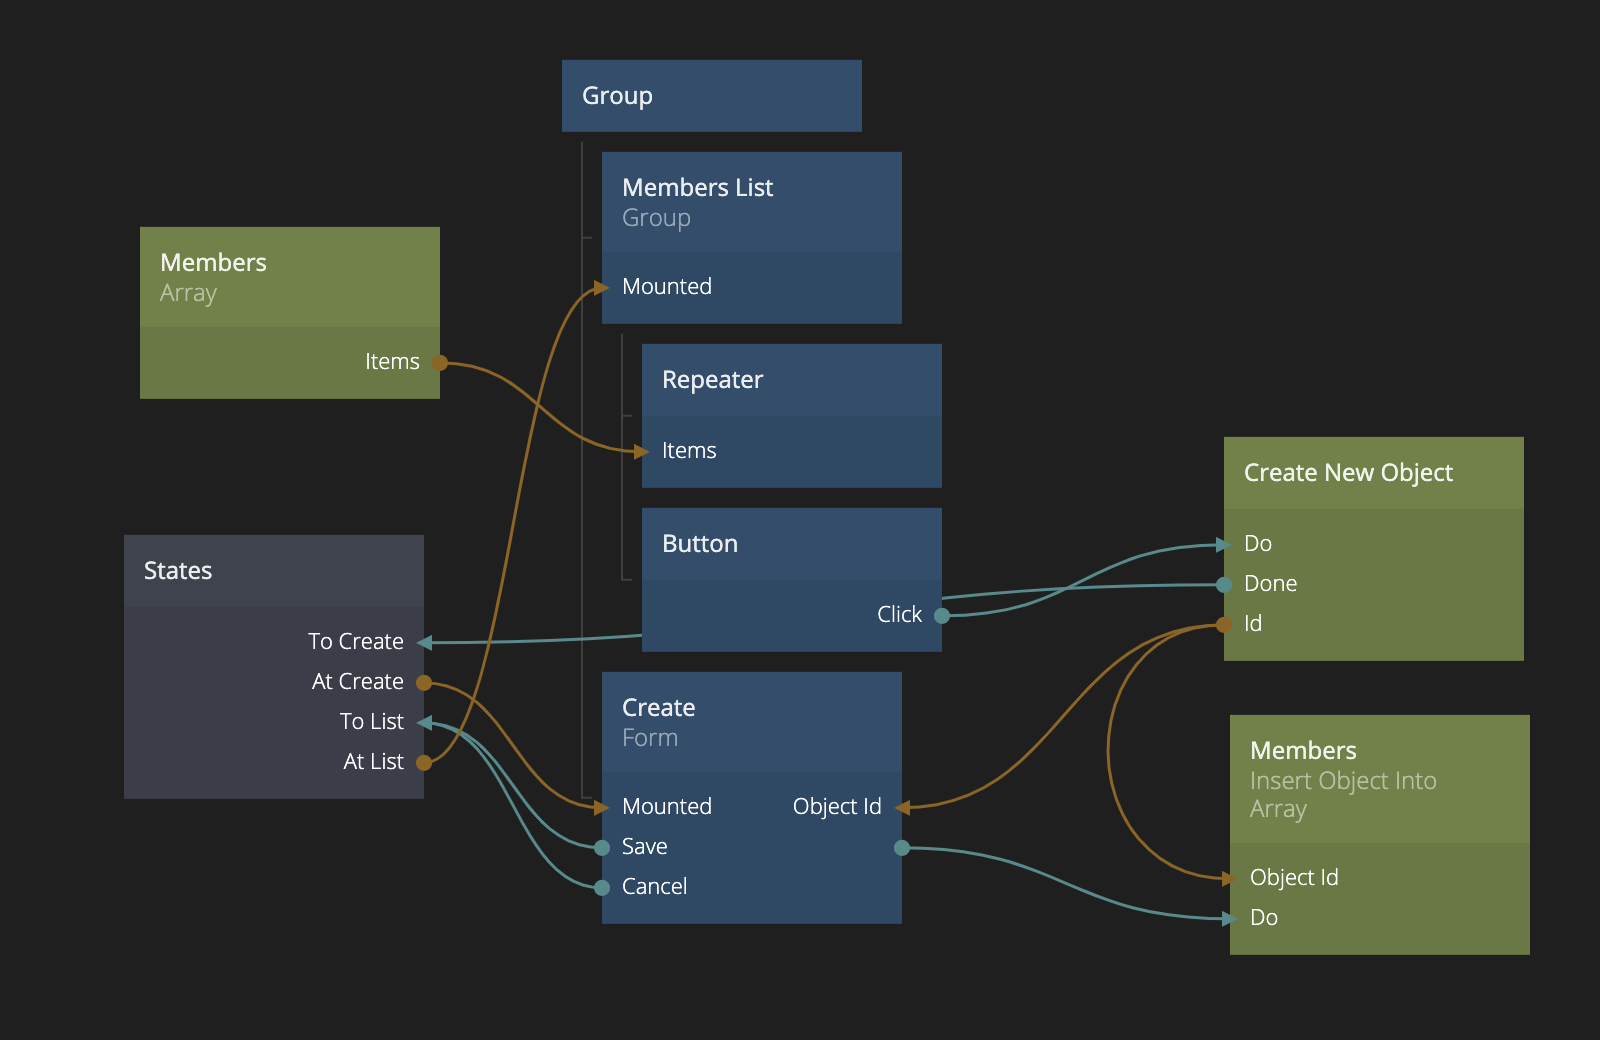 Group
Members List
Group
Mounted
Members
Array
Items
Repeater
Items
Button
Click
States
To Create
At Create
To List
At List
Create
Form
Mounted
Object Id
Save
Cancel
Create New Object
Do
Done
Id
Members
Insert Object Into
Array
Object Id
Do